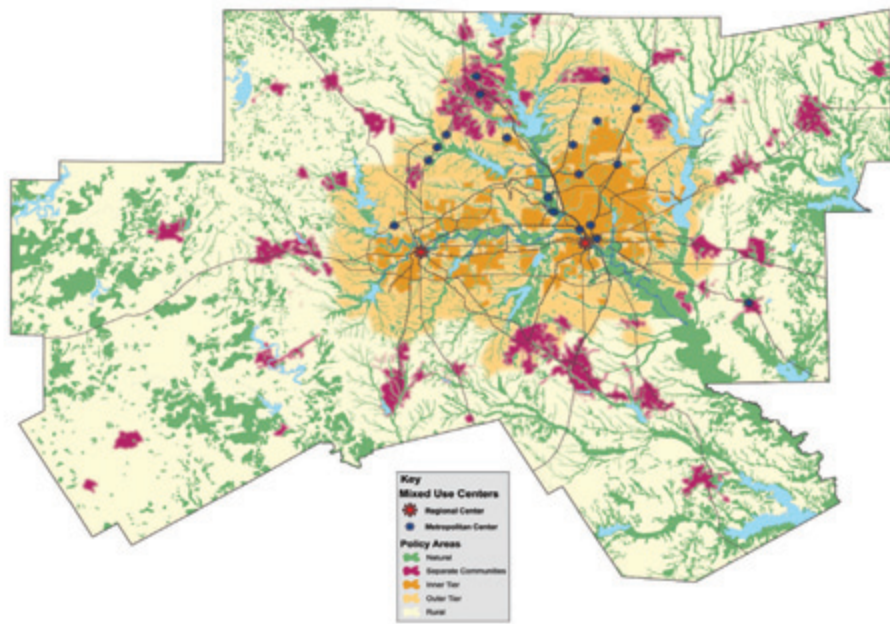 Key
Mixed Use Centers
Regional Center
Metropolitan Center
Policy Areas
Natural
Separate Communities
Inner Tier
Outer Tier
Rural